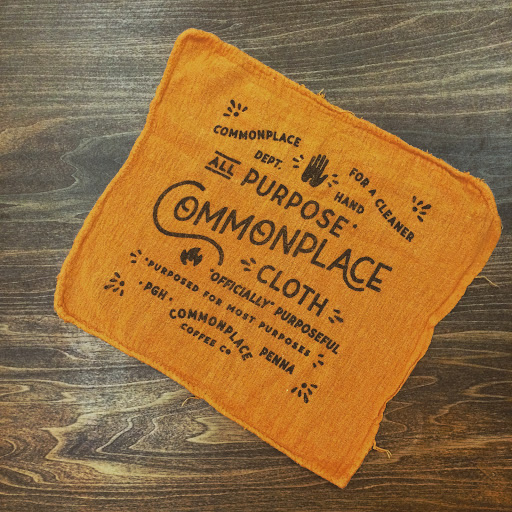 COMMONPLACE
DEPT.
FOR A CLEANER
HAND
ALL PURPOSE
COMMONPLACE
CLOTH
"OFFICIALLY" PURPOSEFUL
"PURPOSED FOR MOST PURPOSES
PGH PENNA
COMMONPLACE
COFFEE CO